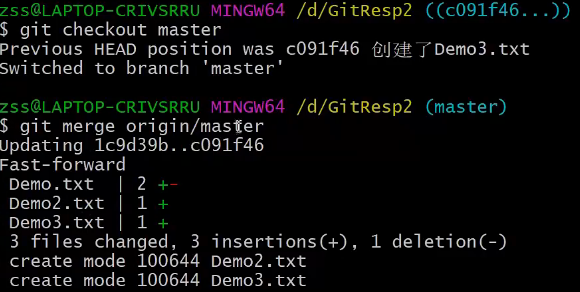 zss@LAPTOP-CRIVSRRU MINGW64 /d/GitResp2 ((c091f46...))
$ git checkout master
Previous HEAD position was c091f46 创建了Demo3.txt
Switched to branch 'master'
zss@LAPTOP-CRIVSRRU MINGW64 /d/GitResp2 (master)
$ git merge origin/master
Updating 1c9d39b..c091f46
Fast-forward
Demo.txt | 2 +-
Demo2.txt | 1 +
Demo3.txt | 1 +
3 files changed, 3 insertions(+), 1 deletion(-)
create mode 100644 Demo2.txt
create mode 100644 Demo3.txt